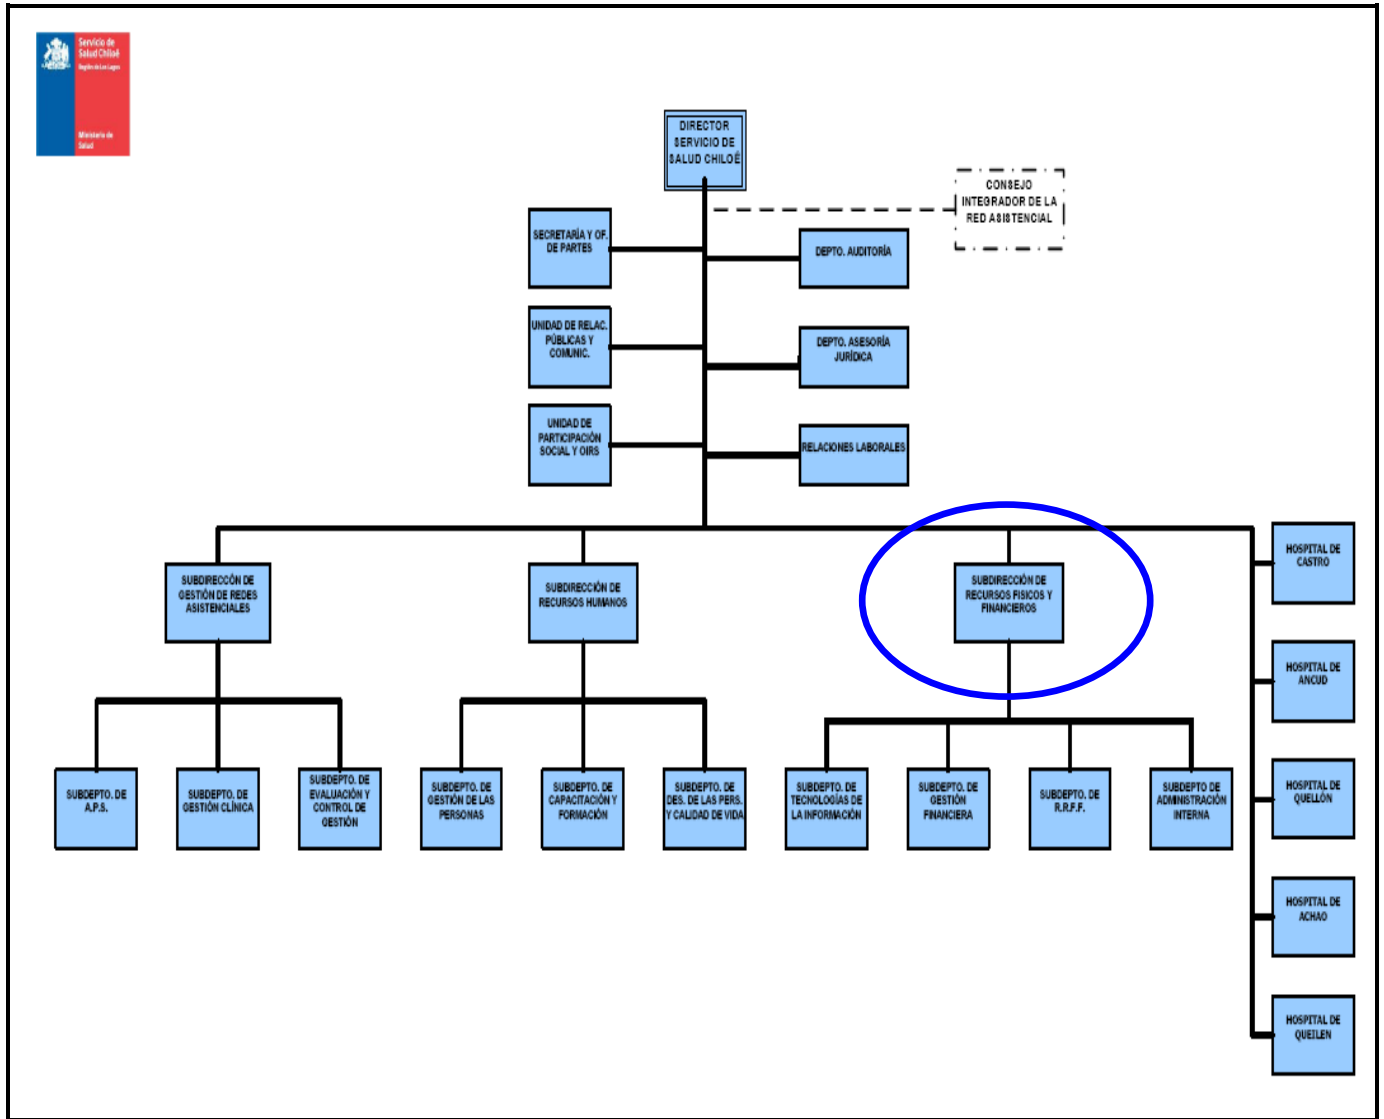 Servicio de
Salud Chiloé
Región de Los Lagos
Ministerio de
Salud
DIRECTOR
SERVICIO DE
SALUD CHILOÉ
CONSEJO
INTEGRADOR DE LA
RED ASISTENCIAL
SECRETARÍA Y OF.
DE PARTES
DEPTO. AUDITORÍA
UNIDAD DE RELAC.
PÚBLICAS Y
COMUNIC.
DEPTO. ASESORÍA
JURÍDICA
UNIDAD DE
PARTICIPACIÓN
SOCIAL Y OIRS
RELACIONES LABORALES
SUBDIRECCÓN DE
GESTIÓN DE REDES
ASISTENCIALES
SUBDIRECCIÓN DE
RECURSOS HUMANOS
SUBDIRECCIÓN DE
RECURSOS FISICOS Y
FINANCIEROS
HOSPITAL DE
CASTRO
HOSPITAL DE
ANCUD
HOSPITAL DE
QUELLÓN
HOSPITAL DE
ACHAO
HOSPITAL DE
QUEILEN
SUBDEPTO. DE
A.P.S.
SUBDEPTO. DE
GESTIÓN CLÍNICA
SUBDEPTO. DE
EVALUACIÓN Y
CONTROL DE
GESTIÓN
SUBDEPTO. DE
GESTIÓN DE LAS
PERSONAS
SUBDEPTO. DE
CAPACITACIÓN Y
FORMACIÓN
SUBDEPTO. DE
DES. DE LAS PERS.
Y CALIDAD DE VIDA
SUBDEPTO. DE
TECNOLOGÍAS DE
LA INFORMACIÓN
SUBDEPTO. DE
GESTIÓN
FINANCIERA
SUBDEPTO. DE
R.R.F.F.
SUBDEPTO DE
ADMINISTRACIÓN
INTERNA